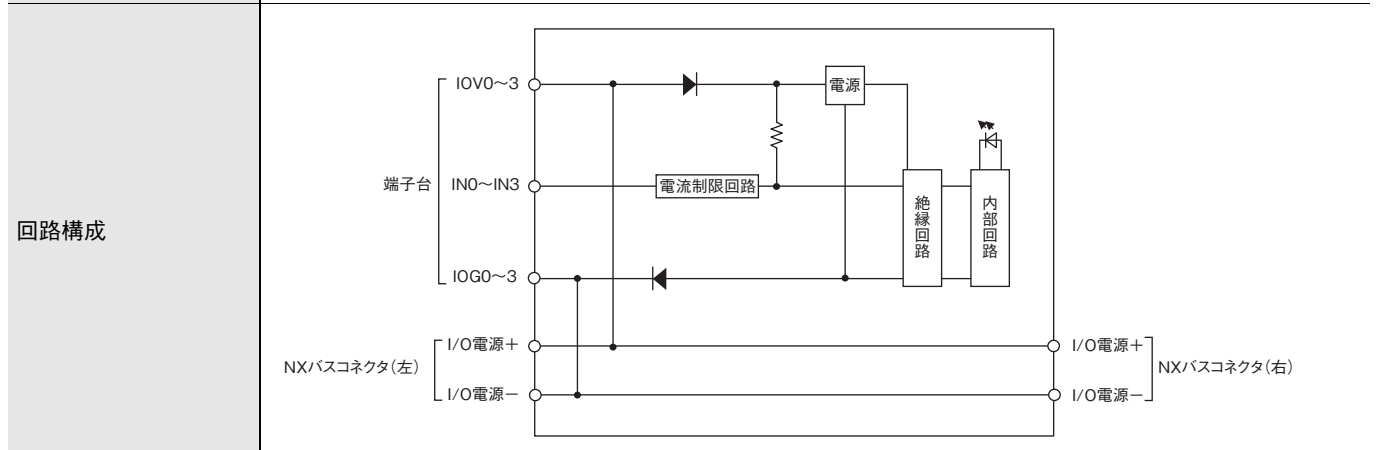 回路構成
端子台
IOV0～3
IN0～IN3
IOG0～3
電源
電流制限回路
絶縁回路
内部回路
NXバスコネクタ（左）
I/O電源＋
I/O電源－
I/O電源＋
I/O電源－
NXバスコネクタ（右）